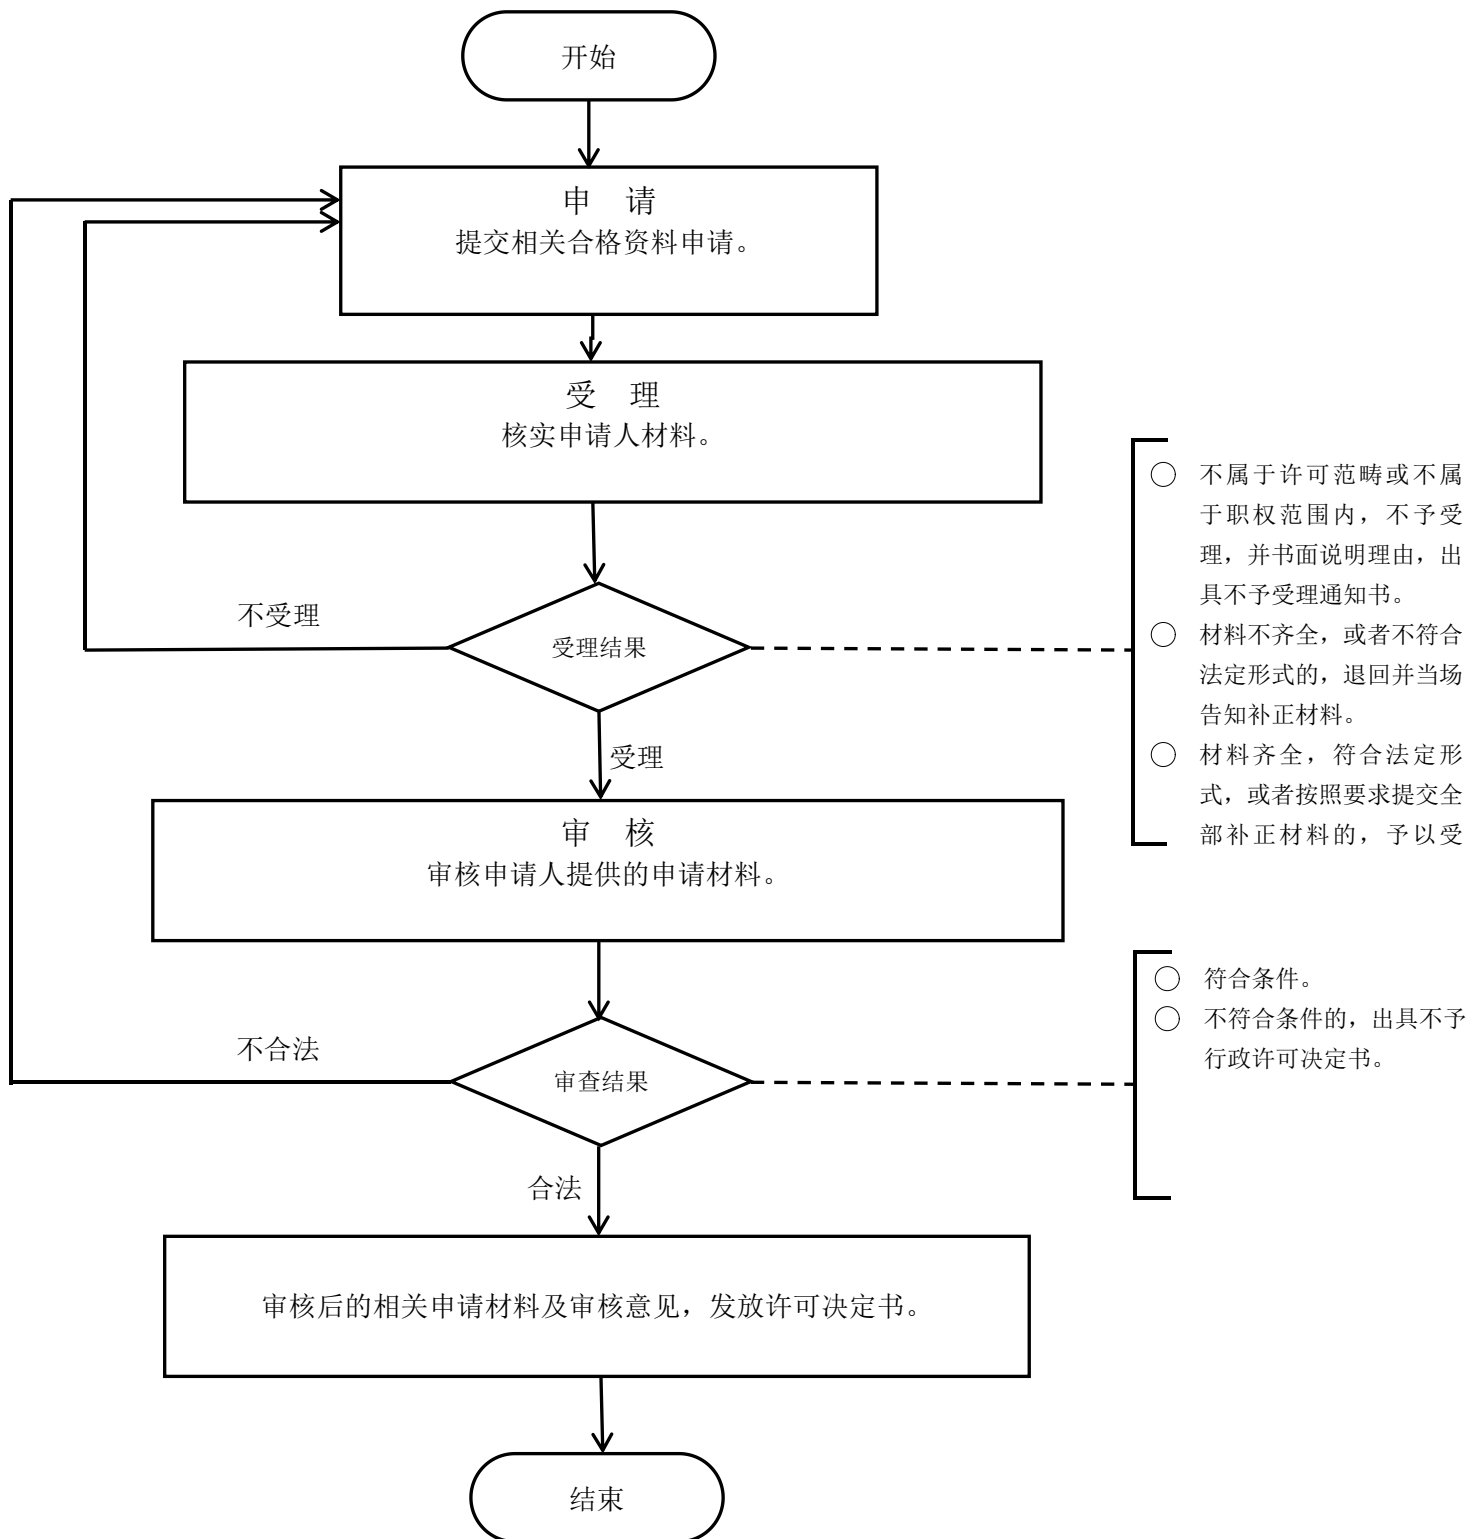 开始
申 请
提交相关合格资料申请。
受 理
核实申请人材料。
○ 不属于许可范畴或不属
于职权范围内，不予受
理，并书面说明理由，出
具不予受理通知书。
○ 材料不齐全，或者不符合
法定形式的，退回并当场
告知补正材料。
○ 材料齐全，符合法定形
式，或者按照要求提交全
部补正材料的，予以受
不受理
受理结果
受理
审 核
审核申请人提供的申请材料。
○ 符合条件。
○ 不符合条件的，出具不予
行政许可决定书。
不合法
审查结果
合法
审核后的相关申请材料及审核意见，发放许可决定书。
结束